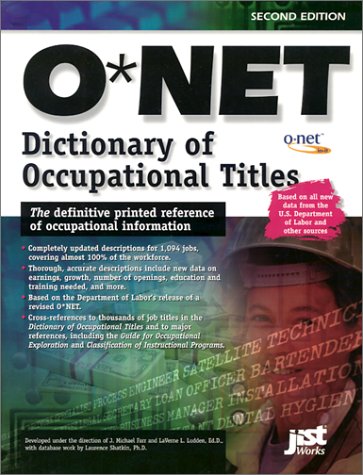 SECOND EDITION
O*NET
Dictionary of
Occupational Titles
o·net
The definitive printed reference
of occupational information
Based on all new
data from the
U.S. Department
of Labor and
other sources
• Completely updated descriptions for 1,094 jobs,
covering almost 100% of the workforce.
• Thorough, accurate descriptions include new data on
earnings, growth, number of openings, education and
training needed, and more.
• Based on the Department of Labor's release of a
revised O*NET.
• Cross-references to thousands of job titles in the
Dictionary of Occupational Titles and to major
references, including the Guide for Occupational
Exploration and Classification of Instructional Programs.
SATELLITE TECHNIC
PROCESS ENGINEER
BARTENDER
LOAN OFFICER
DENTAL HYGIEN
Developed under the direction of J. Michael Farr and LaVerne L. Ludden, Ed.D.,
with database work by Laurence Shatkin, Ph.D.
jist
Works